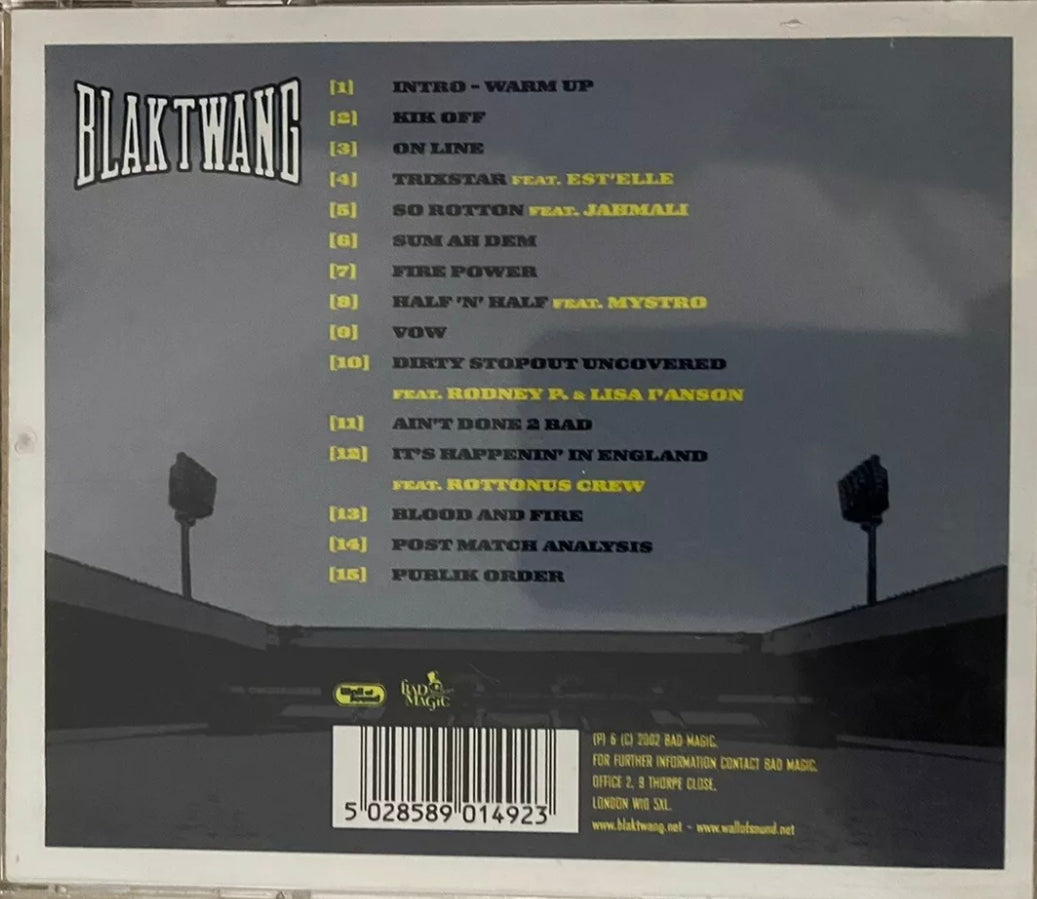 BLAKTWANG
[1] INTRO - WARM UP
[2] KIK OFF
[3] ON LINE
[4] TRIXSTAR FEAT. EST'ELLE
[5] SO ROTTON FEAT. JAHMALI
[6] SUM AH DEM
[7] FIRE POWER
[8] HALF 'N' HALF FEAT. MYSTRO
[9] VOW
[10] DIRTY STOPOUT UNCOVERED
FEAT. RODNEY P. & LISA I'ANSON
[11] AIN'T DONE 2 BAD
[12] IT'S HAPPENIN' IN ENGLAND
FEAT. ROTTONUS CREW
[13] BLOOD AND FIRE
[14] POST MATCH ANALYSIS
[15] PUBLIK ORDER
Wall of Sound
BAD MAGIC
5 028589 014923
(P) & (C) 2002 BAD MAGIC.
FOR FURTHER INFORMATION CONTACT BAD MAGIC,
OFFICE 2, 9 THORPE CLOSE,
LONDON W10 5XL.
www.blaktwang.net - www.wallofsound.net